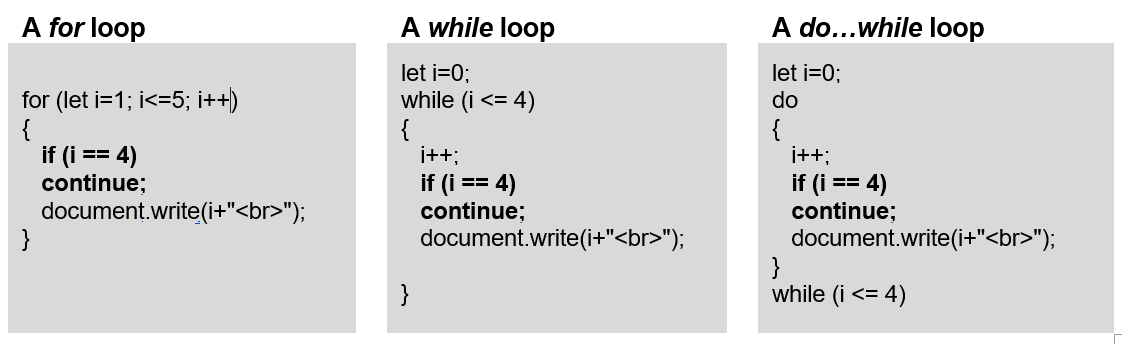 A for loop
for (let i=1; i<=5; i++)
{
if (i == 4)
continue;
document.write(i+"<br>");
}
A while loop
let i=0;
while (i <= 4)
{
i++;
if (i == 4)
continue;
document.write(i+"<br>");
}
A do…while loop
let i=0;
do
{
i++;
if (i == 4)
continue;
document.write(i+"<br>");
}
while (i <= 4)